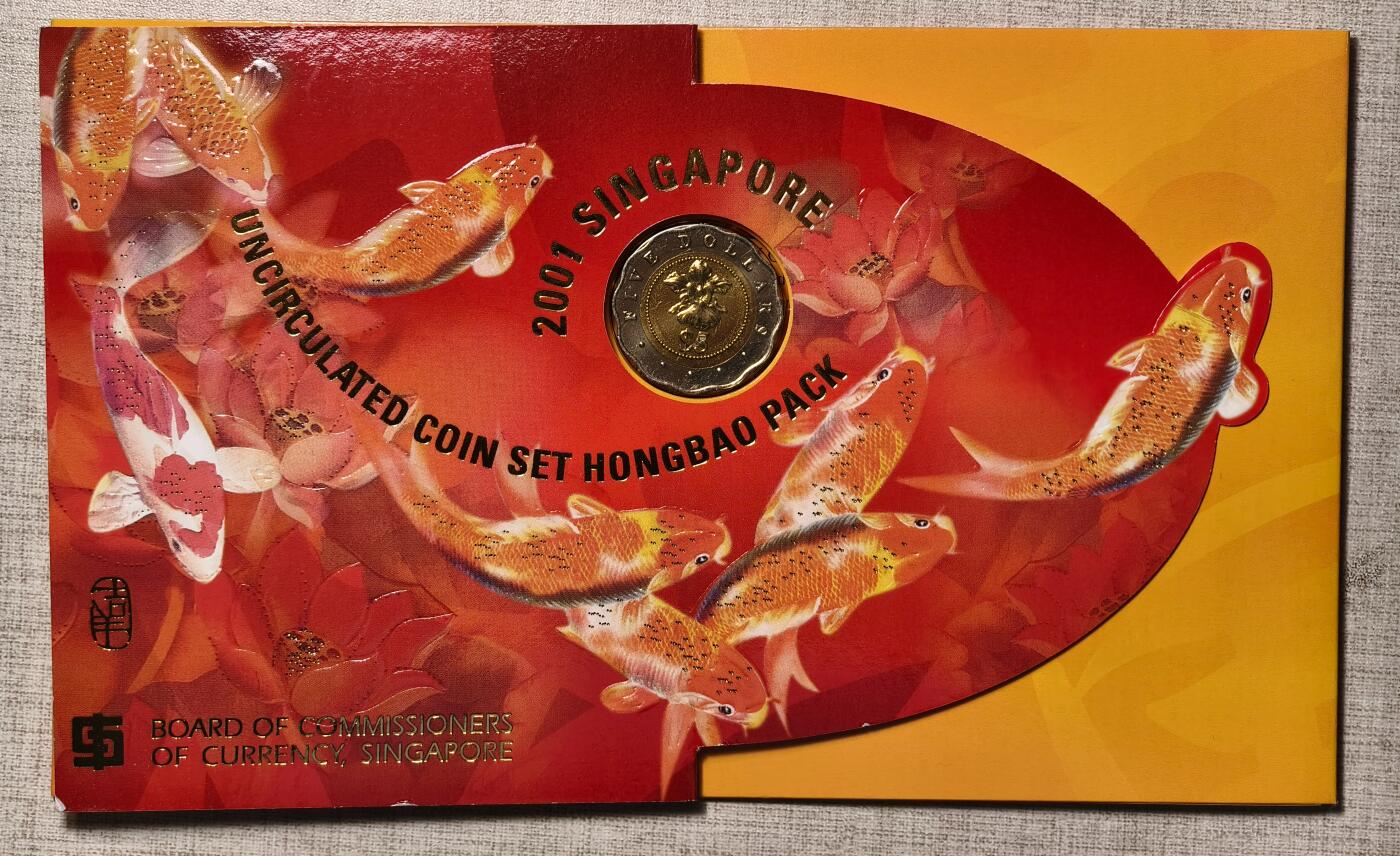 2001 SINGAPORE
FIVE DOLLARS
UNCIRCULATED COIN SET HONGBAO PACK
BOARD OF COMMISSIONERS
OF CURRENCY, SINGAPORE